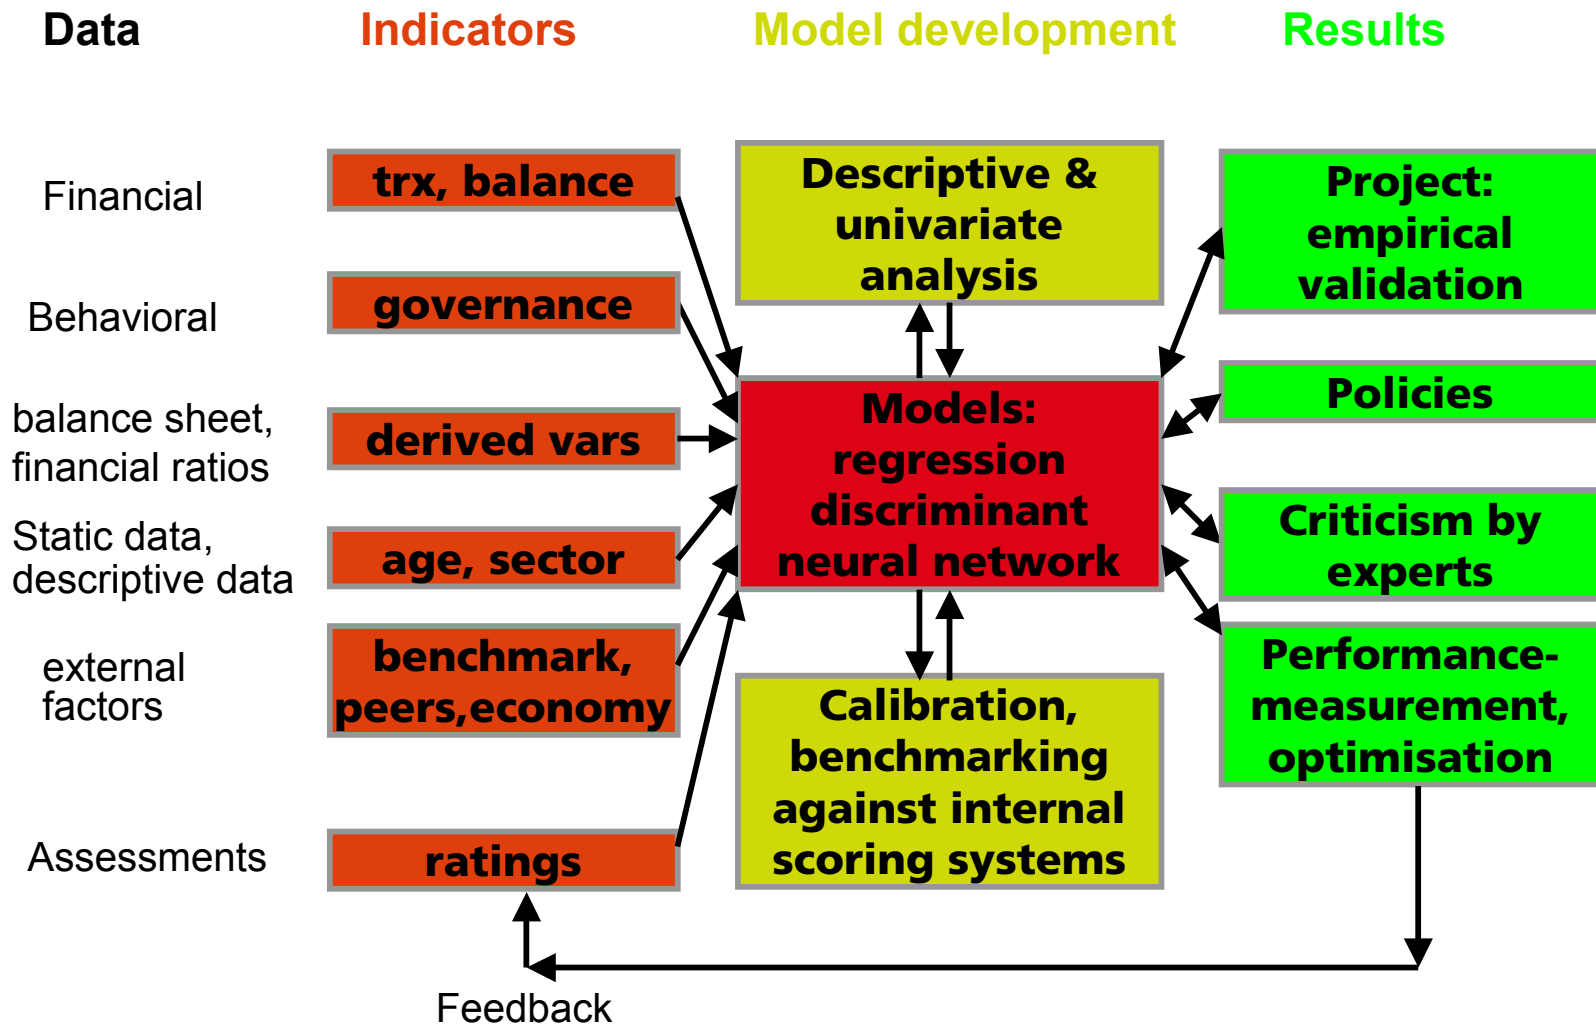 Data
Indicators
Model development
Results
Financial
trx, balance
Behavioral
governance
balance sheet,
financial ratios
derived vars
Static data,
descriptive data
age, sector
external
factors
benchmark,
peers,economy
Assessments
ratings
Descriptive &
univariate
analysis
Models:
regression
discriminant
neural network
Calibration,
benchmarking
against internal
scoring systems
Project:
empirical
validation
Policies
Criticism by
experts
Performance-
measurement,
optimisation
Feedback